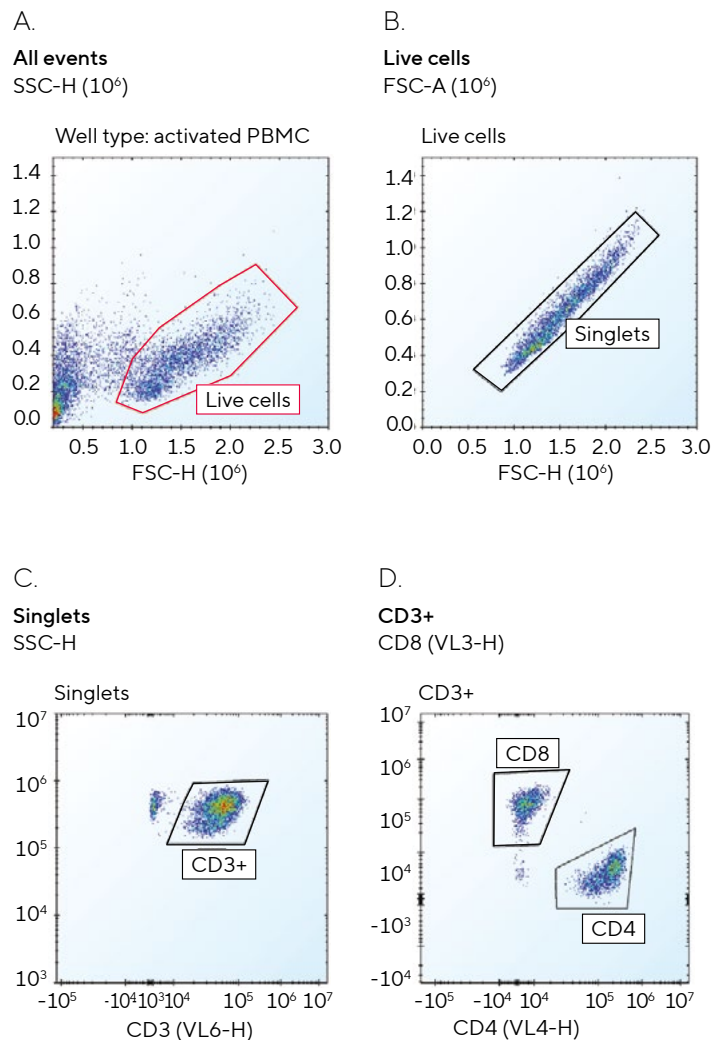 A.
All events
SSC-H (10⁶)
Well type: activated PBMC
1.4
1.2
1.0
0.8
0.6
0.4
0.2
0.0
Live cells
0.5 1.0 1.5 2.0 2.5 3.0
FSC-H (10⁶)
B.
Live cells
FSC-A (10⁶)
Live cells
1.4
1.2
1.0
0.8
0.6
0.4
0.2
0.0
Singlets
0.0 0.5 1.0 1.5 2.0 2.5 3.0
FSC-H (10⁶)
C.
Singlets
SSC-H
Singlets
10⁷
10⁶
10⁵
10⁴
10³
CD3+
-10⁵ -10⁴ 10³ 10⁴ 10⁵ 10⁶ 10⁷
CD3 (VL6-H)
D.
CD3+
CD8 (VL3-H)
CD3+
10⁷
10⁶
10⁵
10⁴
-10³
-10⁴
CD8
CD4
-10⁵ -10⁴ 10⁴ 10⁵ 10⁶ 10⁷
CD4 (VL4-H)